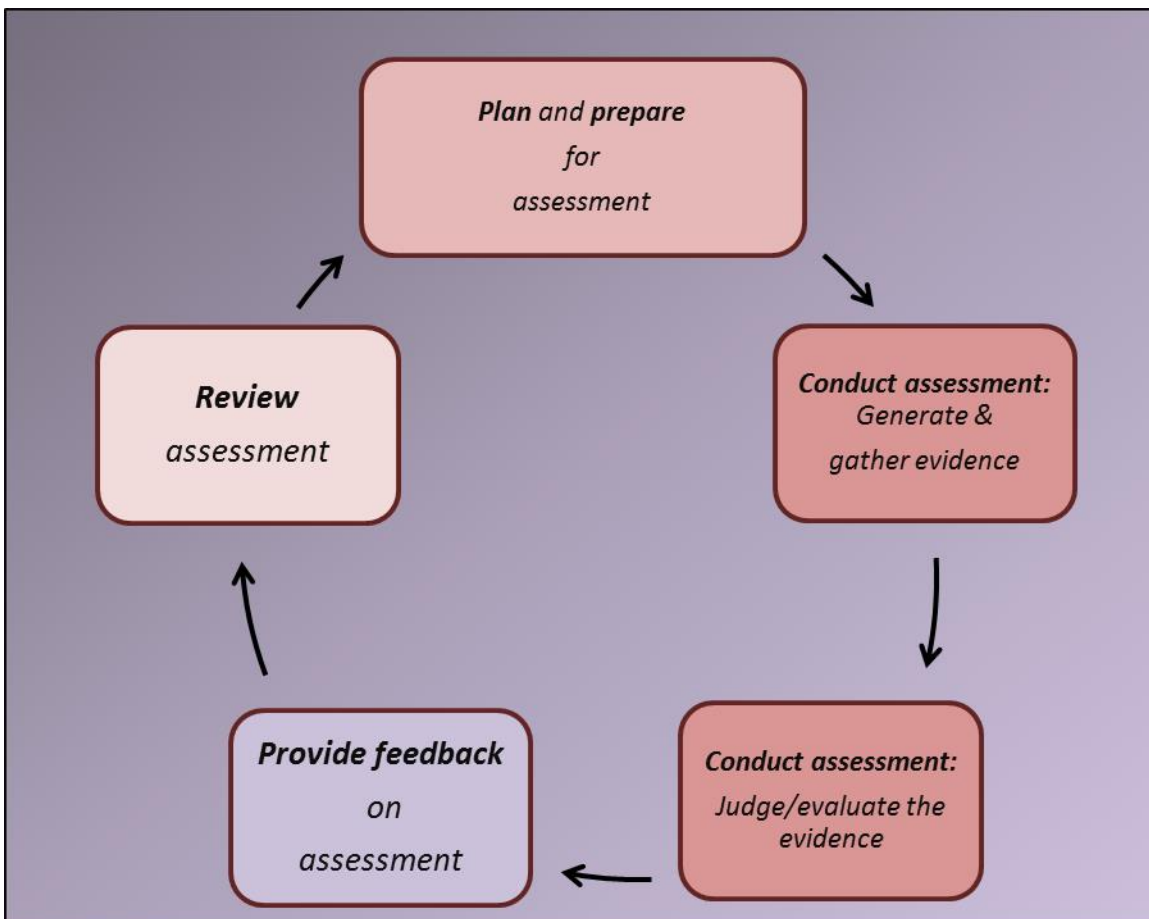 Plan and prepare
for
assessment
Conduct assessment:
Generate &
gather evidence
Conduct assessment:
Judge/evaluate the
evidence
Provide feedback
on
assessment
Review
assessment